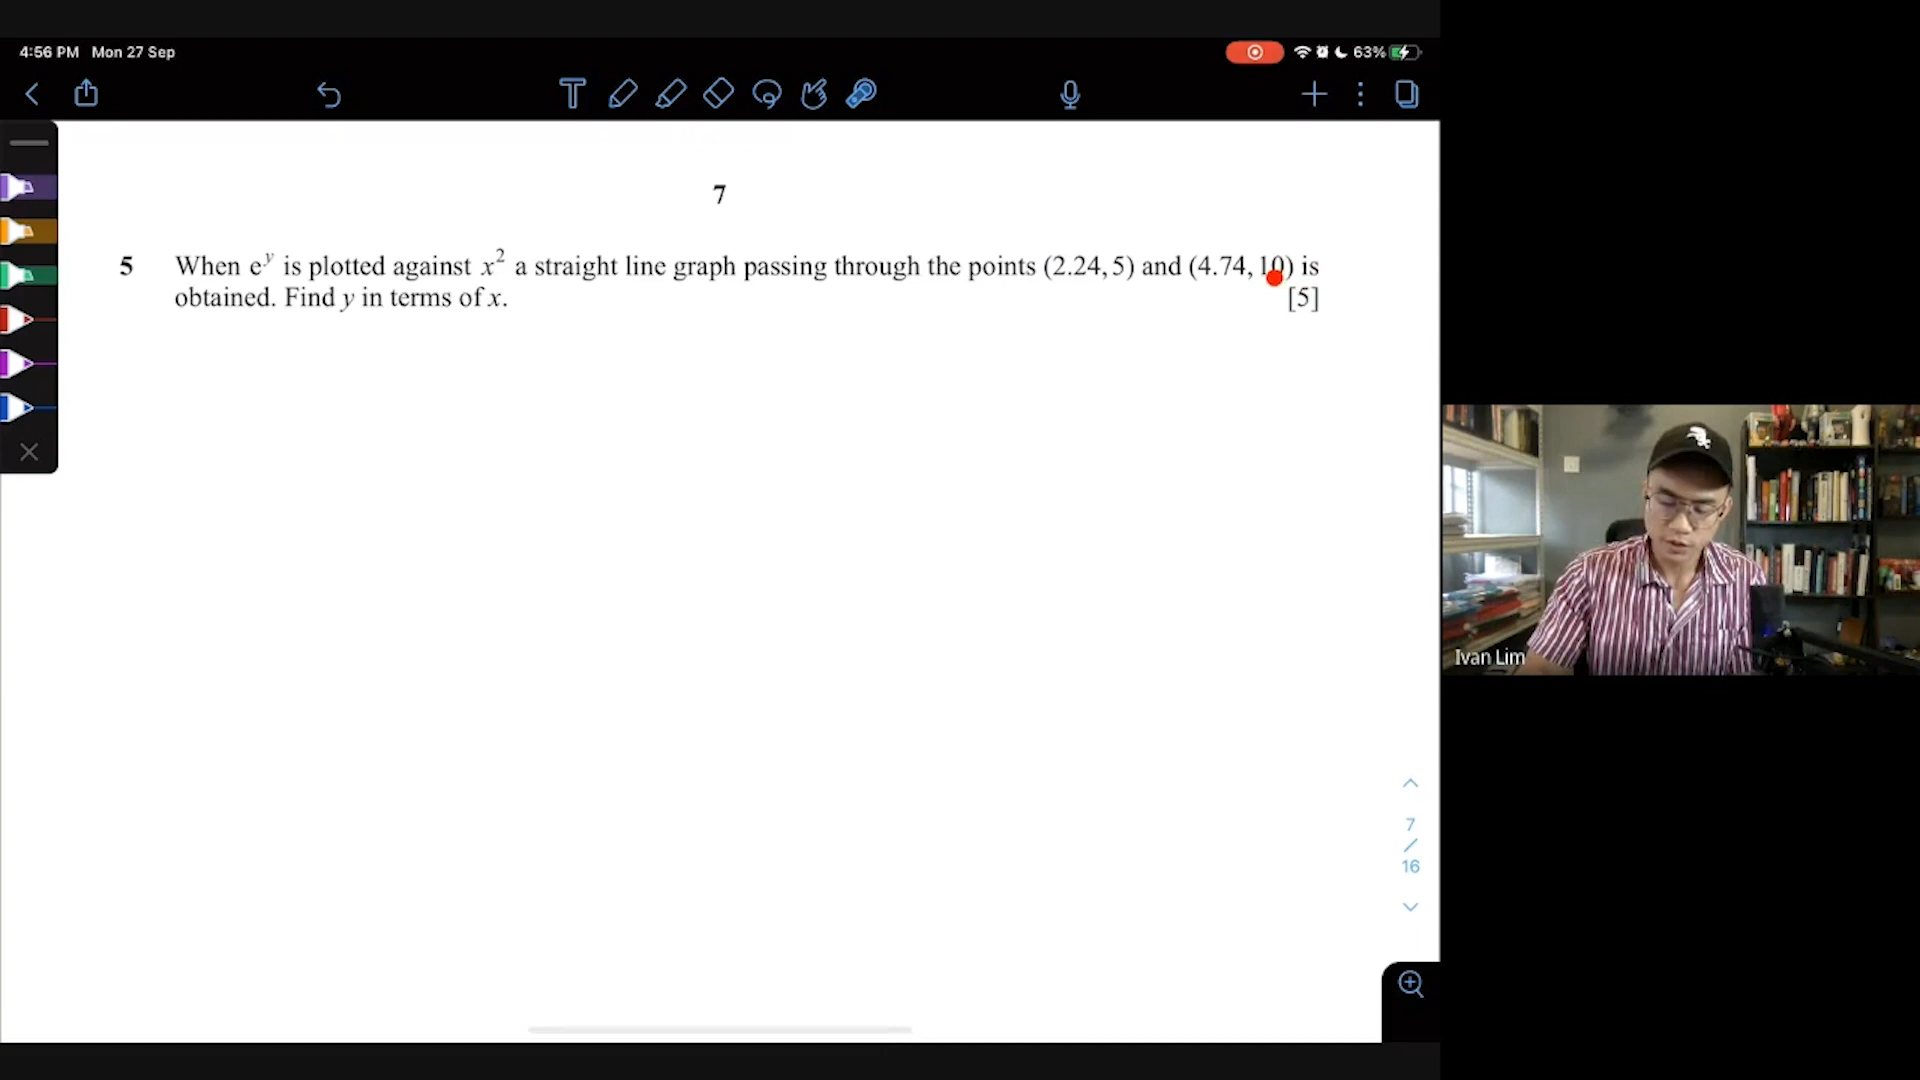 4:56 PM Mon 27 Sep
63%
7
5 When e^y is plotted against x^2 a straight line graph passing through the points (2.24, 5) and (4.74, 10) is
obtained. Find y in terms of x. [5]
Ivan Lim
7
/
16